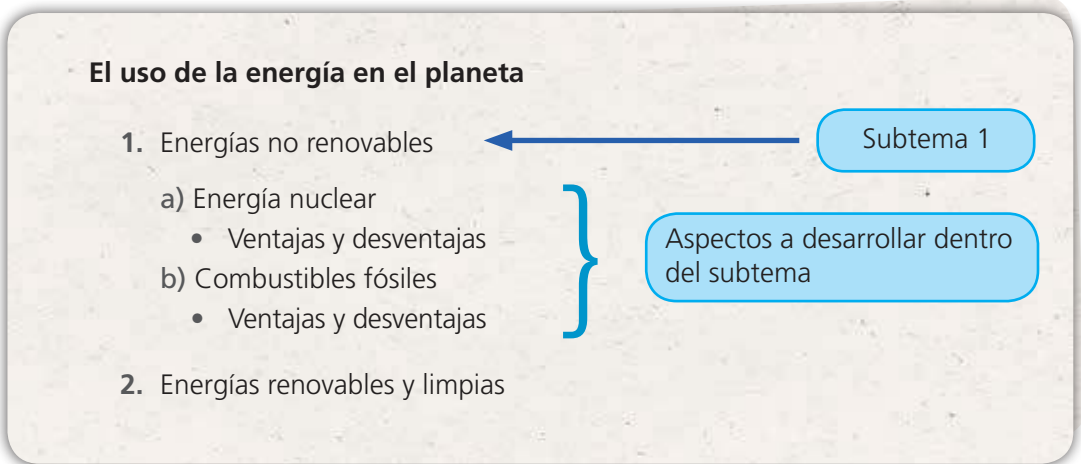 El uso de la energía en el planeta
1. Energías no renovables
Subtema 1
a) Energía nuclear
• Ventajas y desventajas
b) Combustibles fósiles
• Ventajas y desventajas
Aspectos a desarrollar dentro
del subtema
2. Energías renovables y limpias